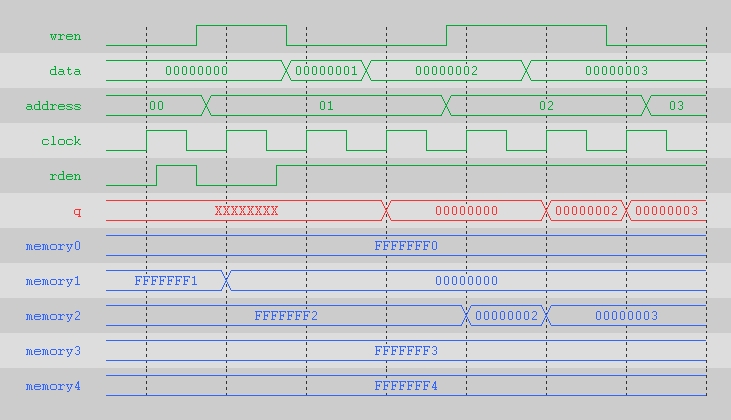 wren
data 00000000 00000001 00000002 00000003
address 00 01 02 03
clock
rden
q XXXXXXXX 00000000 00000002 00000003
memory0 FFFFFFF0
memory1 FFFFFFF1 00000000
memory2 FFFFFFF2 00000002 00000003
memory3 FFFFFFF3
memory4 FFFFFFF4